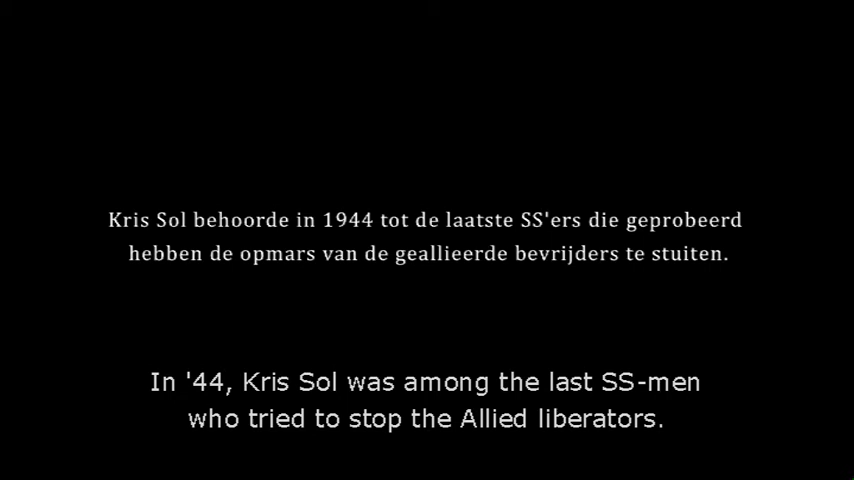 Kris Sol behoorde in 1944 tot de laatste SS'ers die geprobeerd
hebben de opmars van de geallieerde bevrijders te stuiten.
In '44, Kris Sol was among the last SS-men
who tried to stop the Allied liberators.